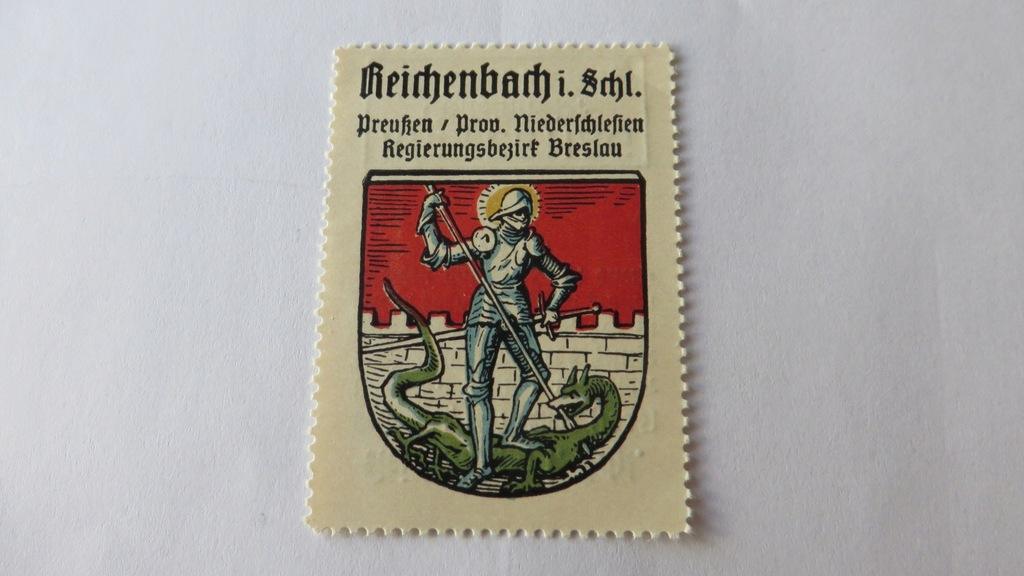 Reichenbach i. Schl.
Preußen / Prov. Niederschlesien
Regierungsbezirk Breslau